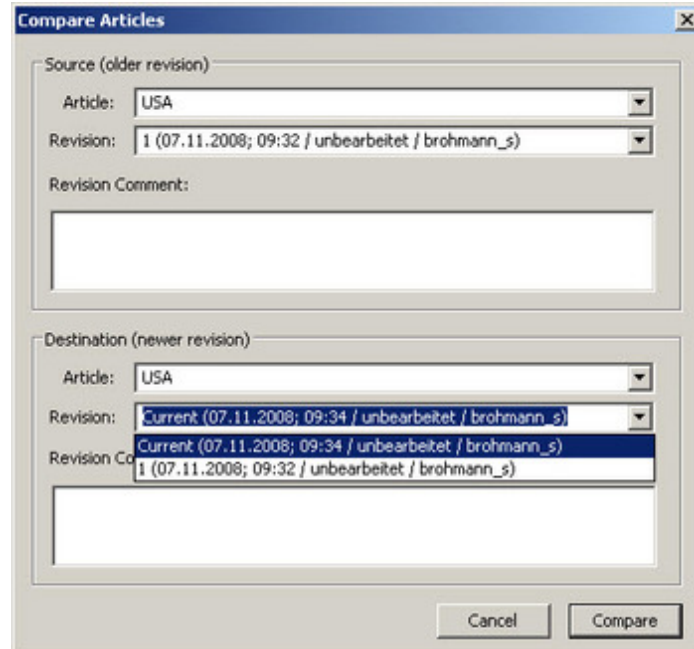 Compare Articles
Source (older revision)
Article: USA
Revision: 1 (07.11.2008; 09:32 / unbearbeitet / brohmann_s)
Revision Comment:
Destination (newer revision)
Article: USA
Revision: Current (07.11.2008; 09:34 / unbearbeitet / brohmann_s)
Current (07.11.2008; 09:34 / unbearbeitet / brohmann_s)
Revision Co
1 (07.11.2008; 09:32 / unbearbeitet / brohmann_s)
Cancel Compare